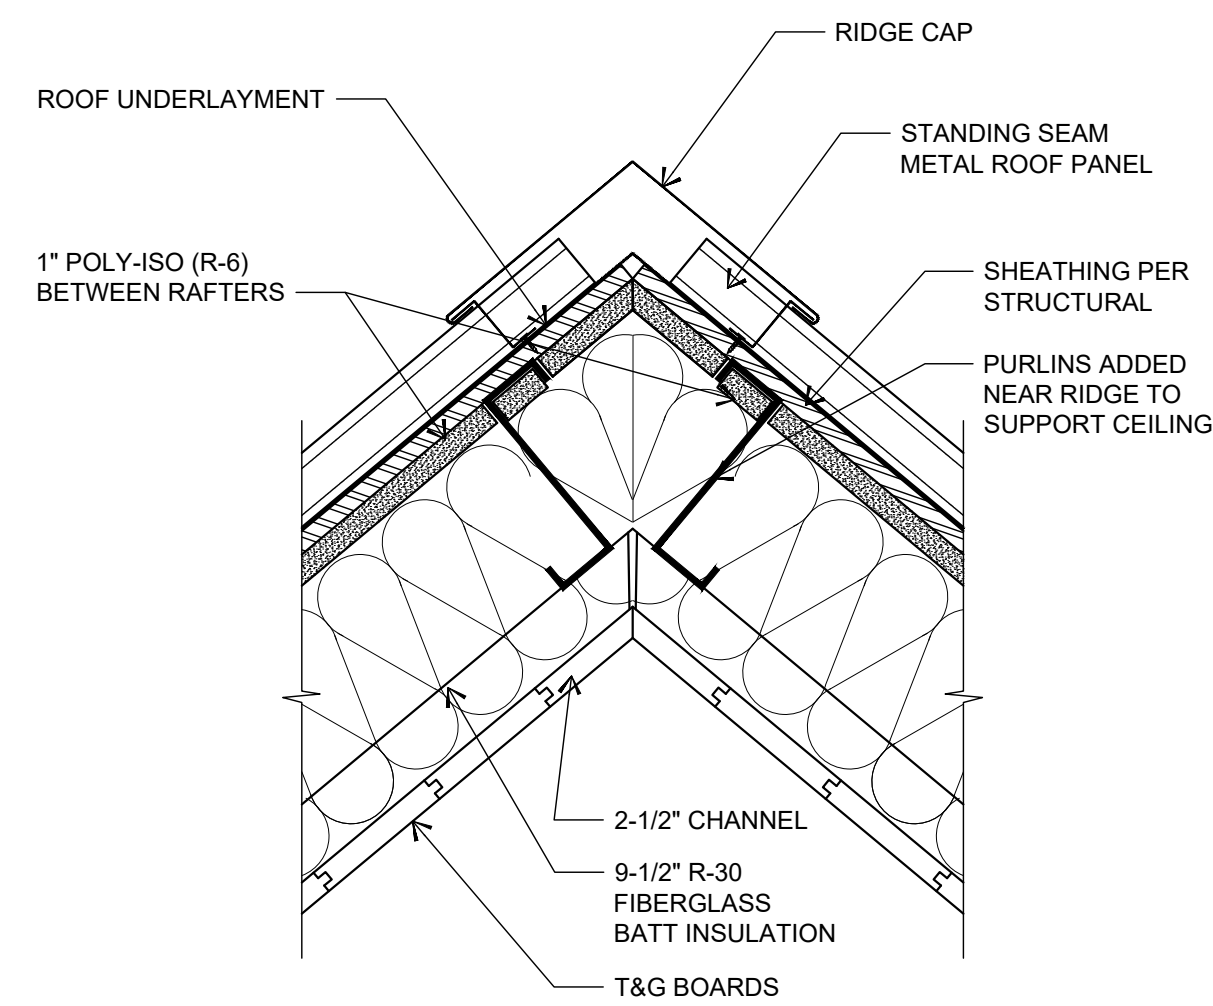 RIDGE CAP
ROOF UNDERLAYMENT
STANDING SEAM
METAL ROOF PANEL
1" POLY-ISO (R-6)
BETWEEN RAFTERS
SHEATHING PER
STRUCTURAL
PURLINS ADDED
NEAR RIDGE TO
SUPPORT CEILING
2-1/2" CHANNEL
9-1/2" R-30
FIBERGLASS
BATT INSULATION
T&G BOARDS